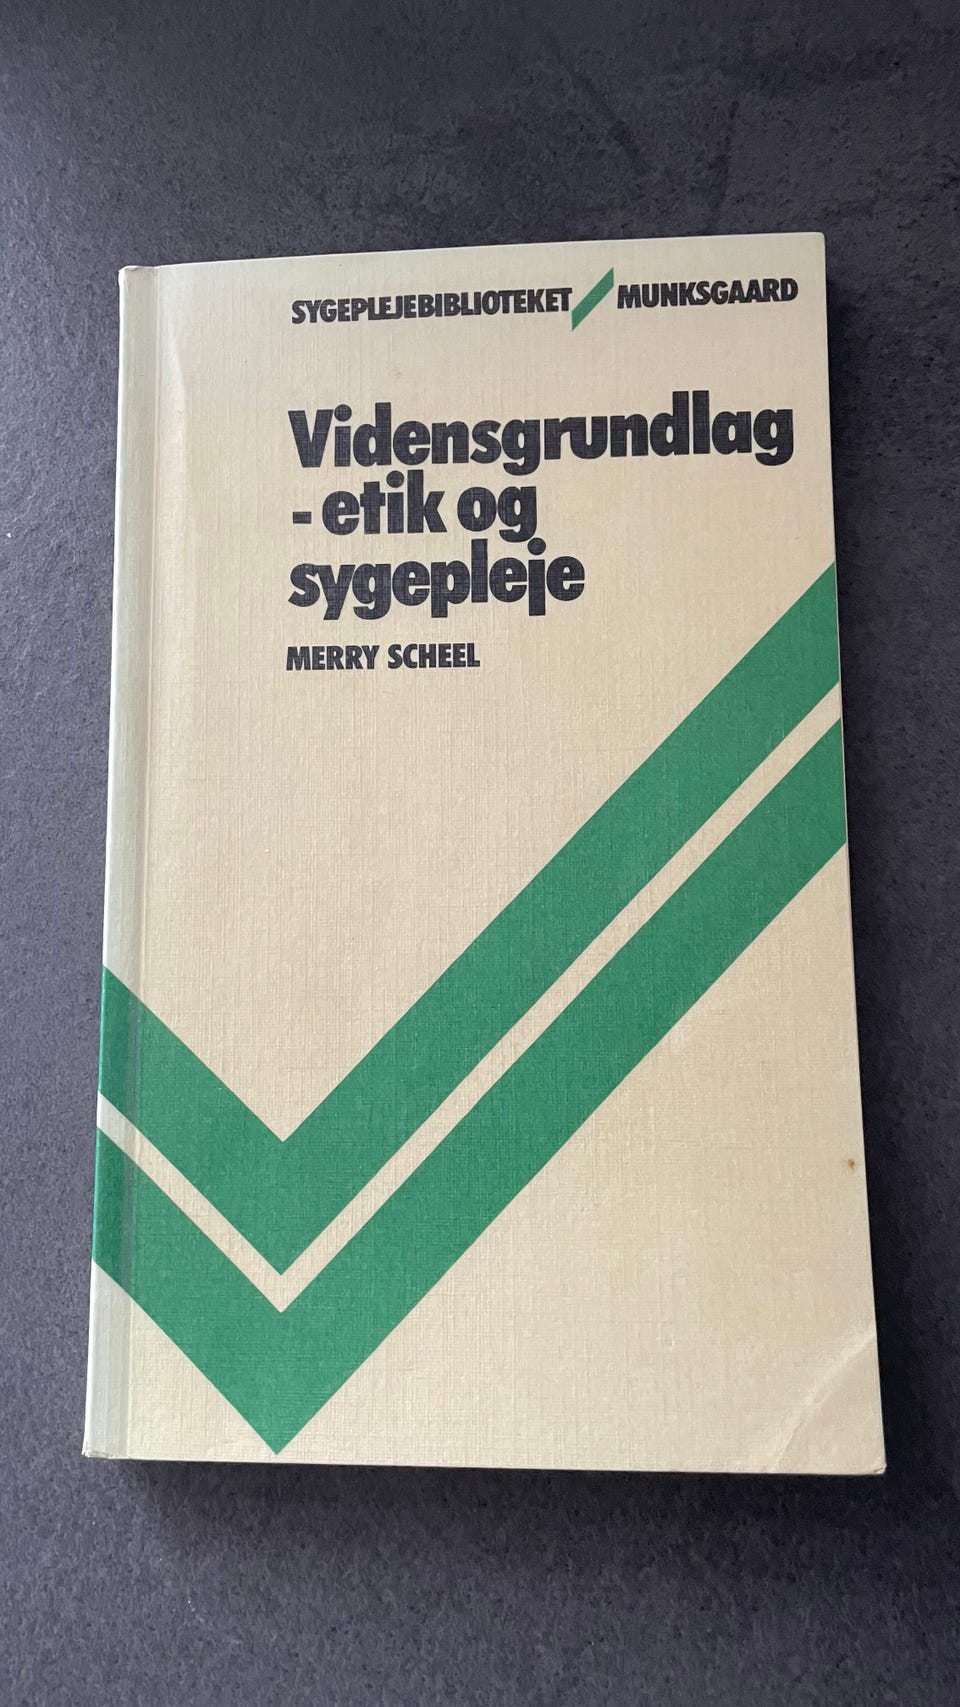 SYGEPLEJEBIBLIOTEKET / MUNKSGAARD
Vidensgrundlag
- etik og
sygepleje
MERRY SCHEEL